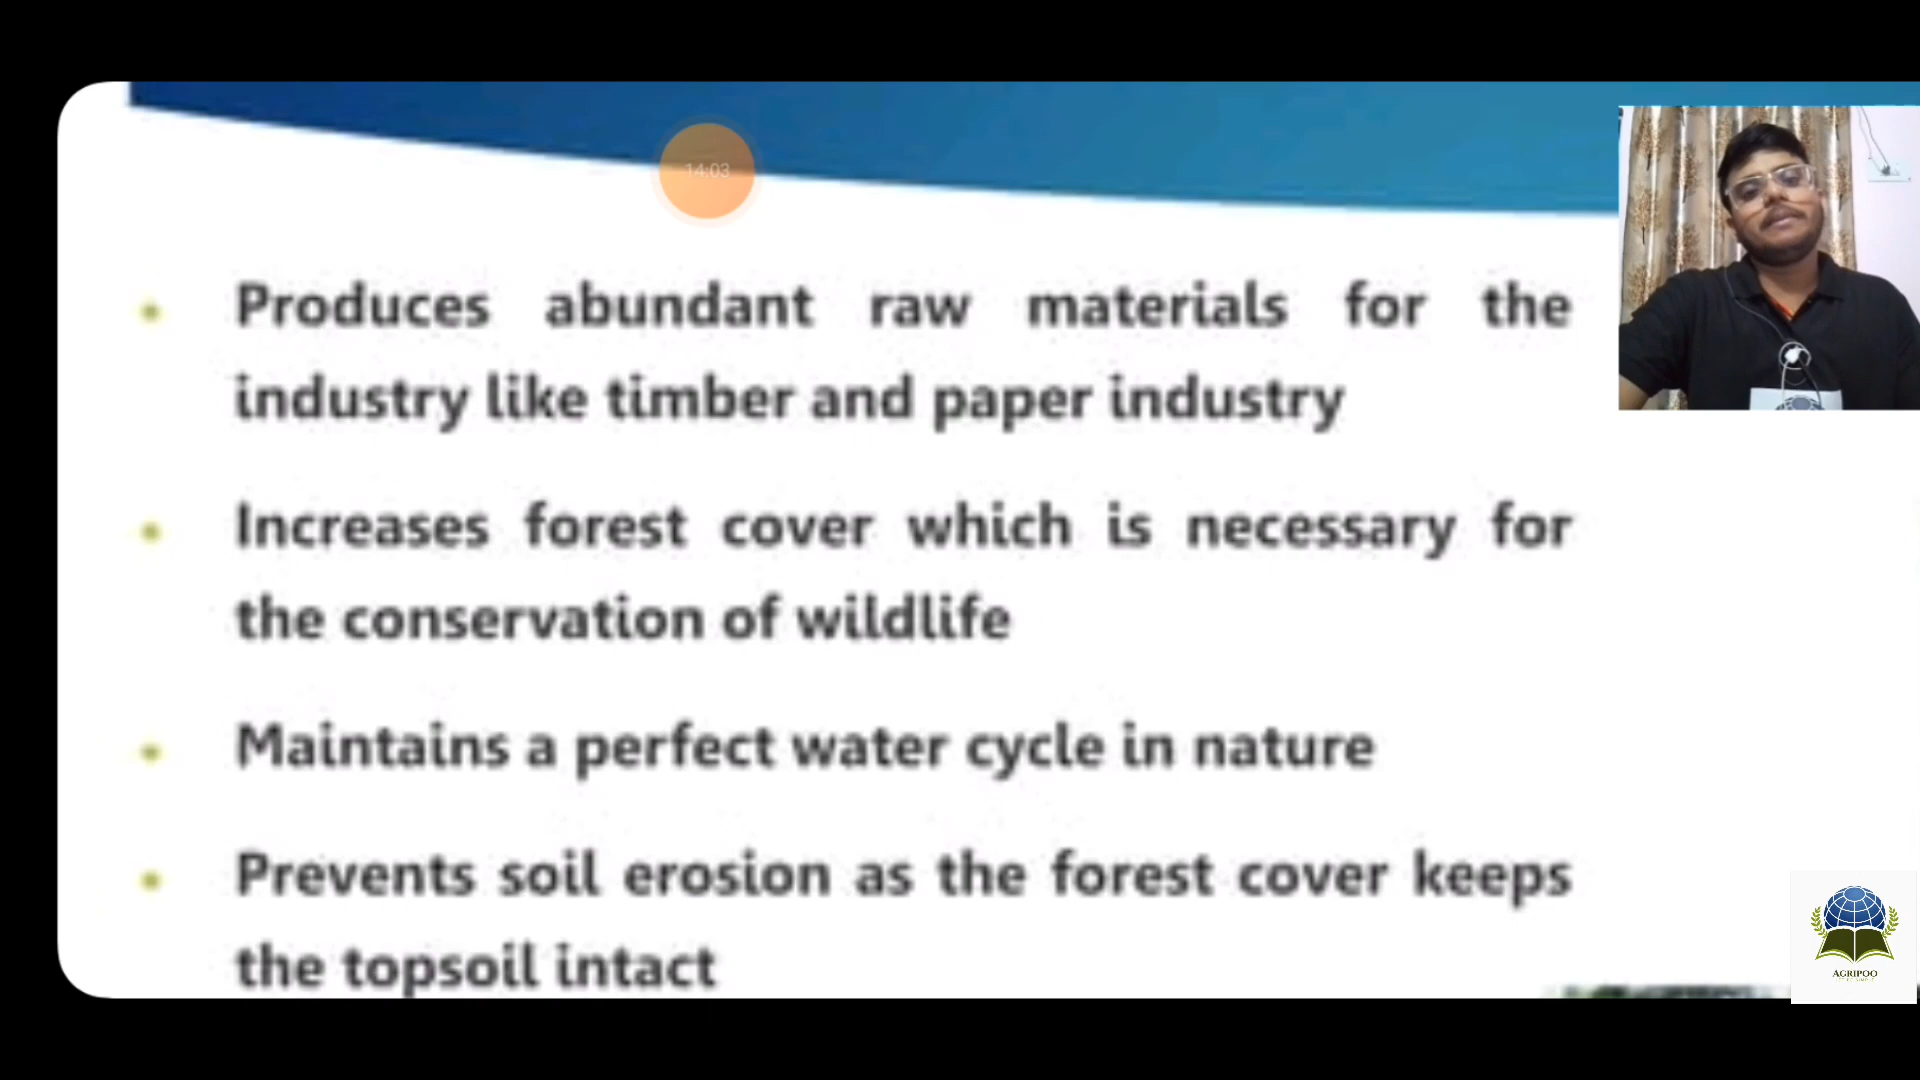 14:03
Produces abundant raw materials for the
industry like timber and paper industry
Increases forest cover which is necessary for
the conservation of wildlife
Maintains a perfect water cycle in nature
Prevents soil erosion as the forest cover keeps
the topsoil intact
AGRIPOO